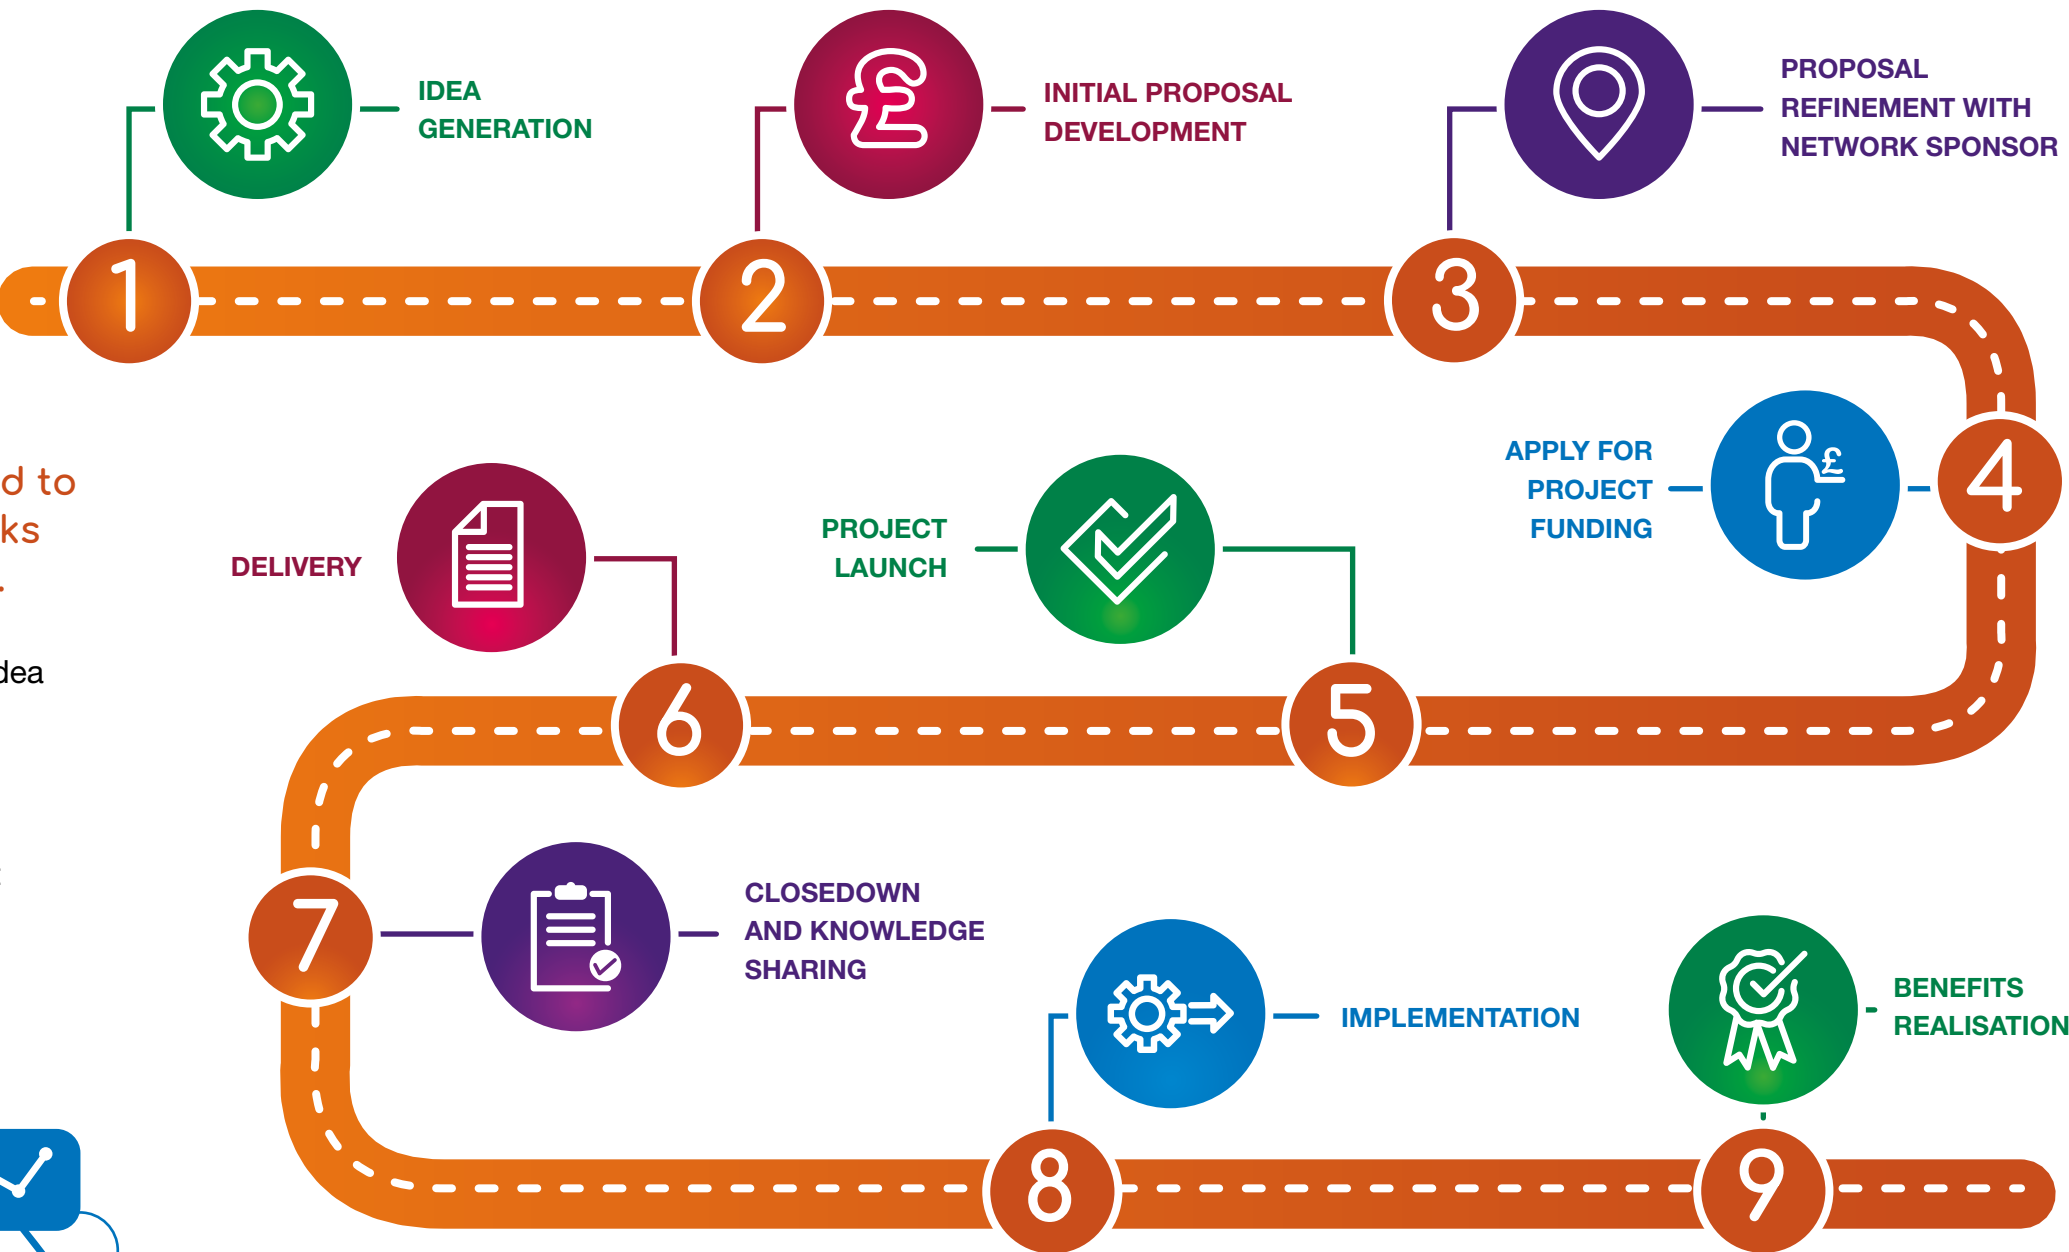 IDEA
GENERATION
INITIAL PROPOSAL
DEVELOPMENT
PROPOSAL
REFINEMENT WITH
NETWORK SPONSOR
1
2
3
APPLY FOR
PROJECT
FUNDING
£
4
d to
ks
.
dea
PROJECT
LAUNCH
5
DELIVERY
6
7
CLOSEDOWN
AND KNOWLEDGE
SHARING
IMPLEMENTATION
8
BENEFITS
REALISATION
9